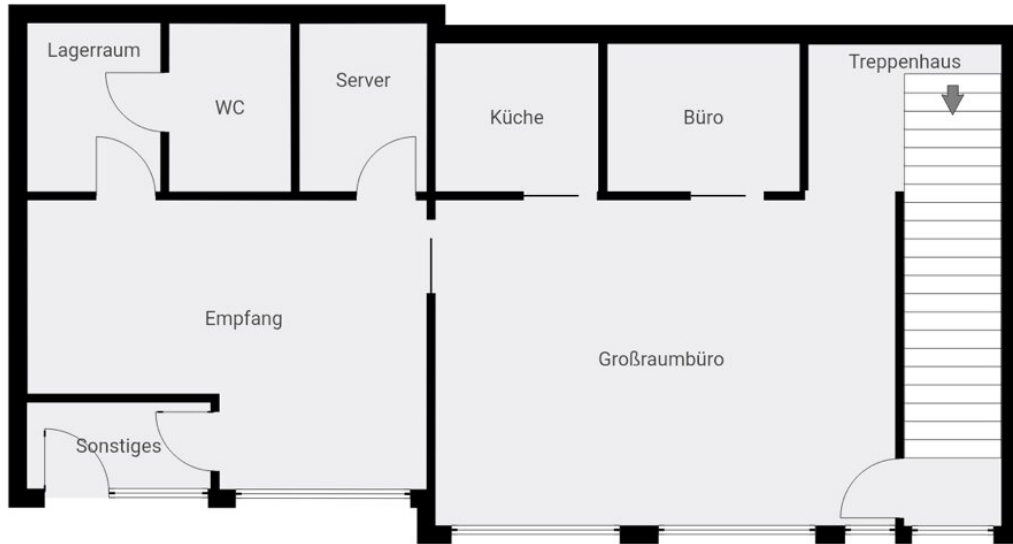 Lagerraum
WC
Server
Küche
Büro
Treppenhaus
Empfang
Großraumbüro
Sonstiges